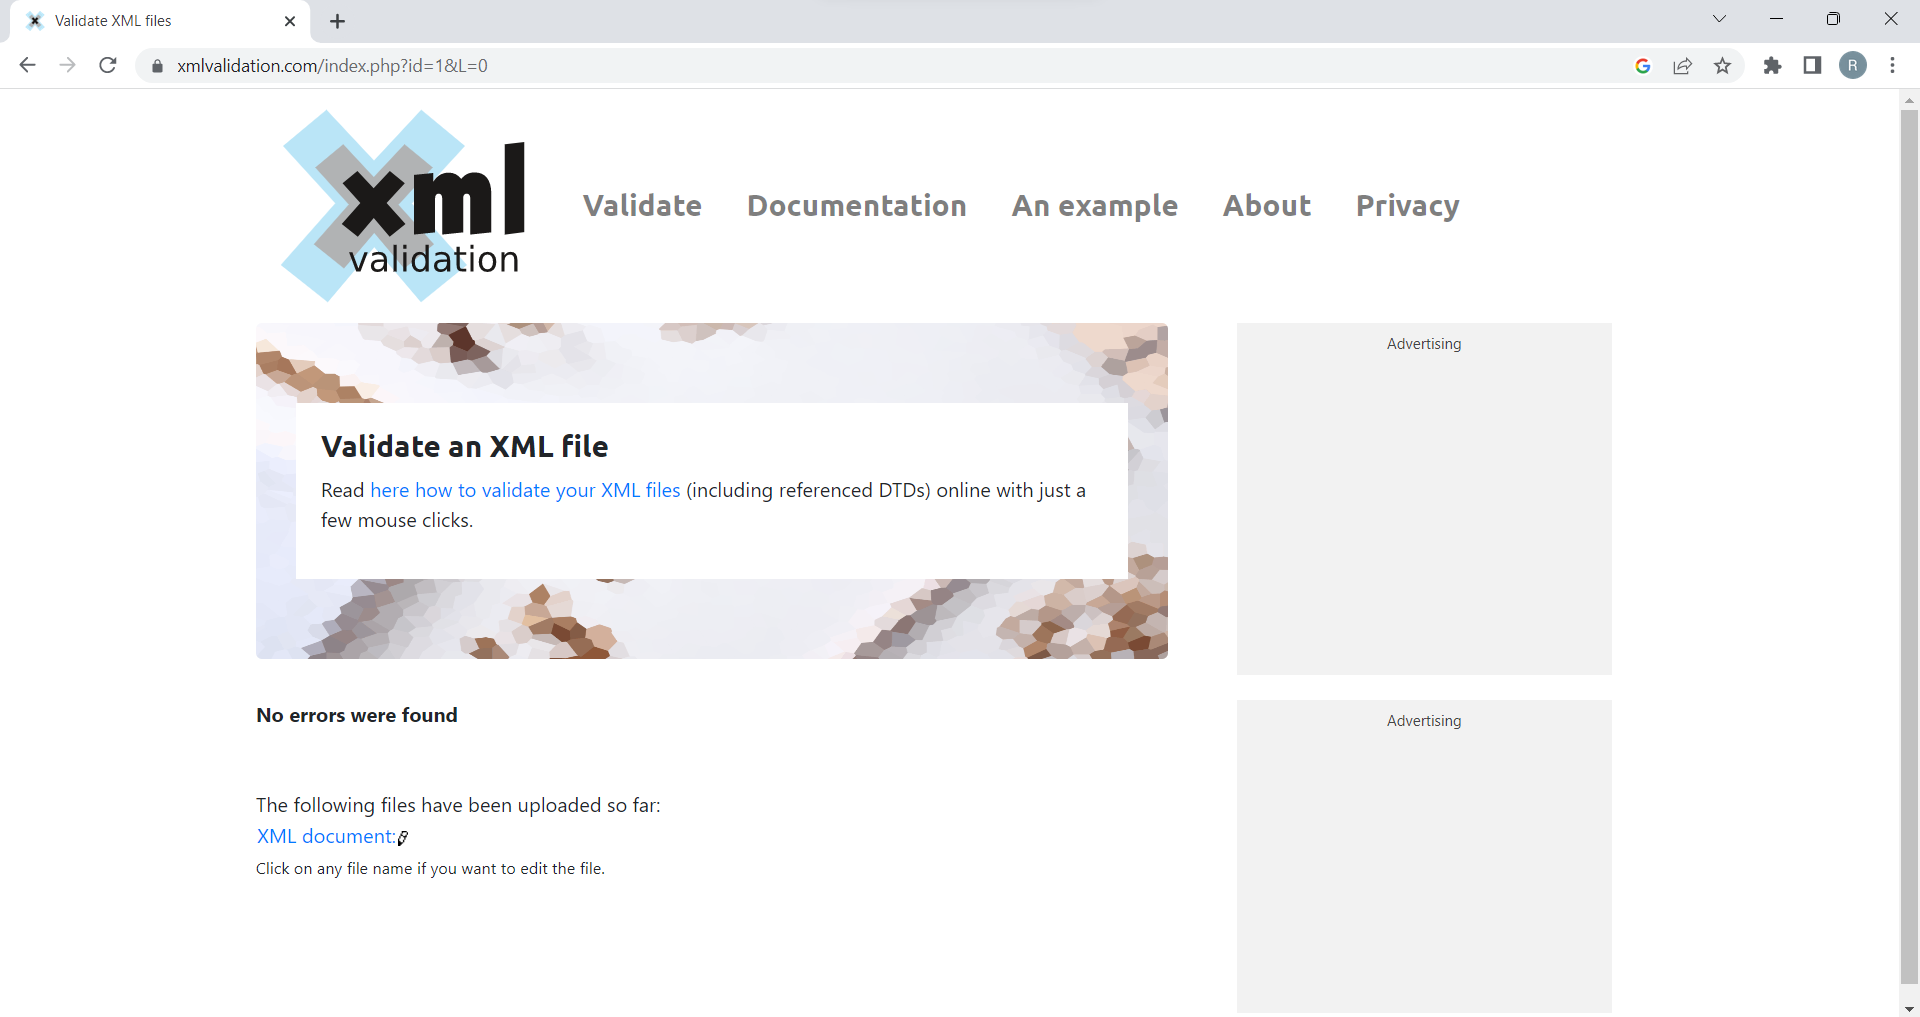 Validate XML files
xmlvalidation.com/index.php?id=1&L=0
R
xml
validation
Validate Documentation An example About Privacy
Advertising
Validate an XML file
Read here how to validate your XML files (including referenced DTDs) online with just a
few mouse clicks.
No errors were found
Advertising
The following files have been uploaded so far:
XML document:
Click on any file name if you want to edit the file.